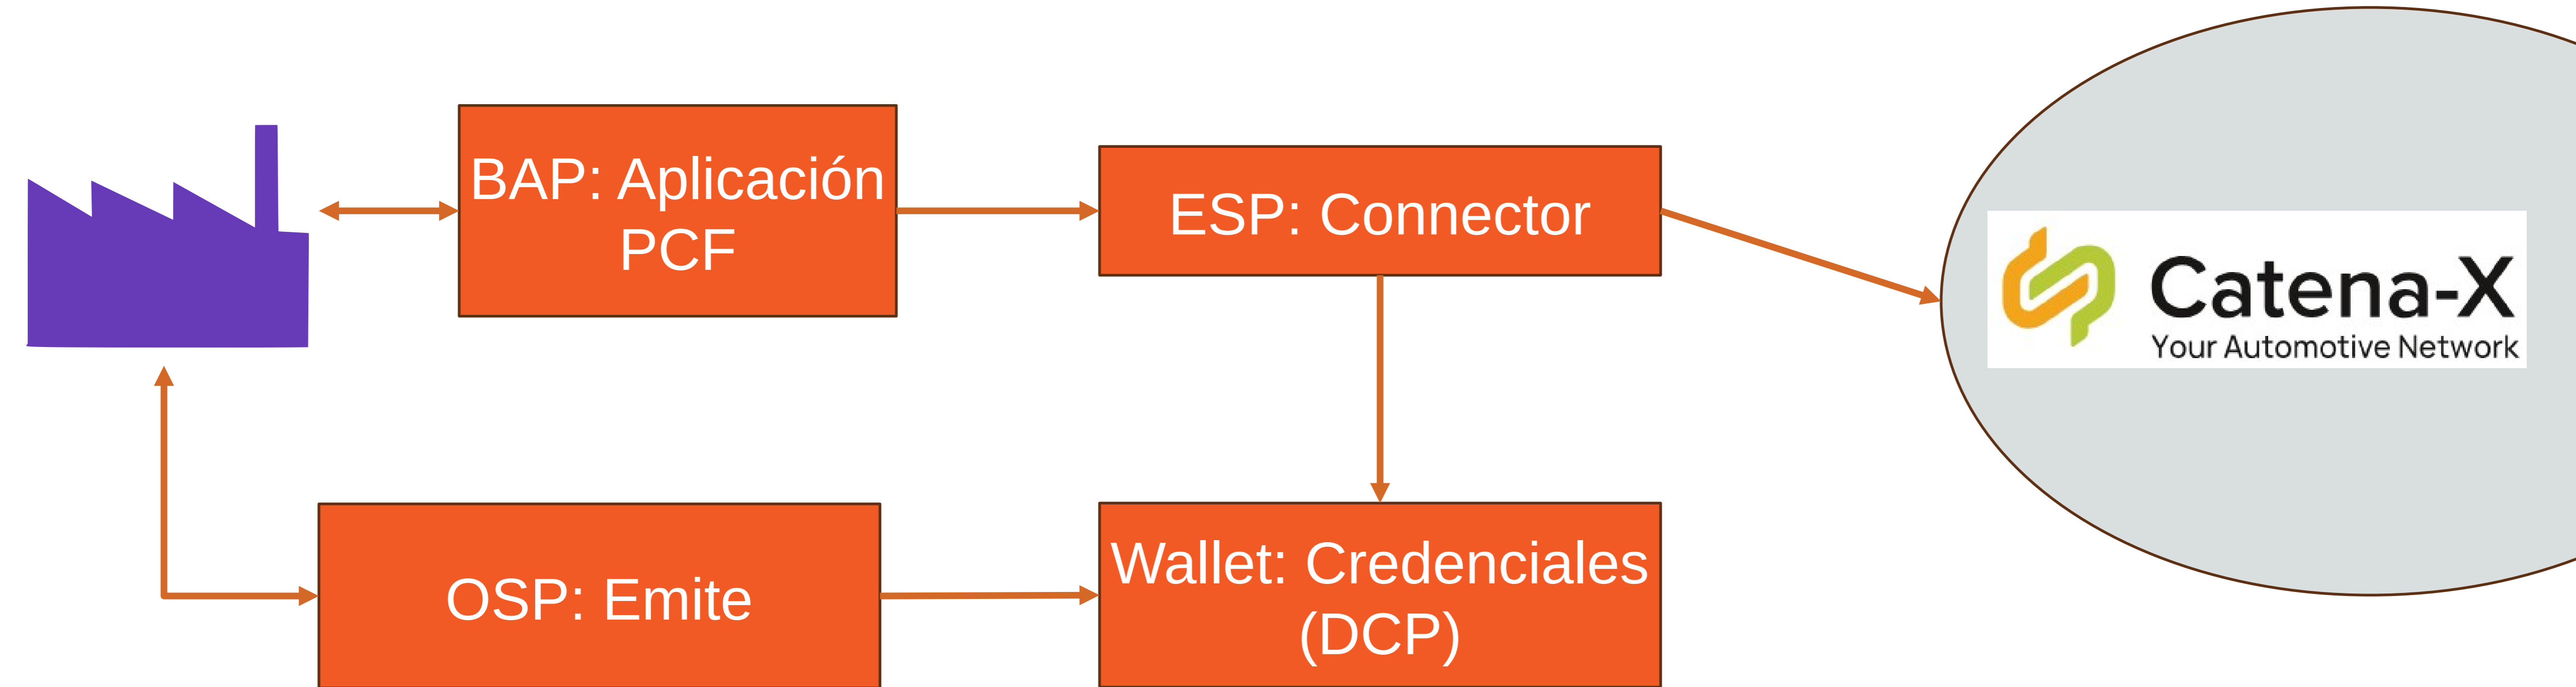 BAP: Aplicación
PCF
ESP: Connector
Catena-X
Your Automotive Network
OSP: Emite
Wallet: Credenciales
(DCP)